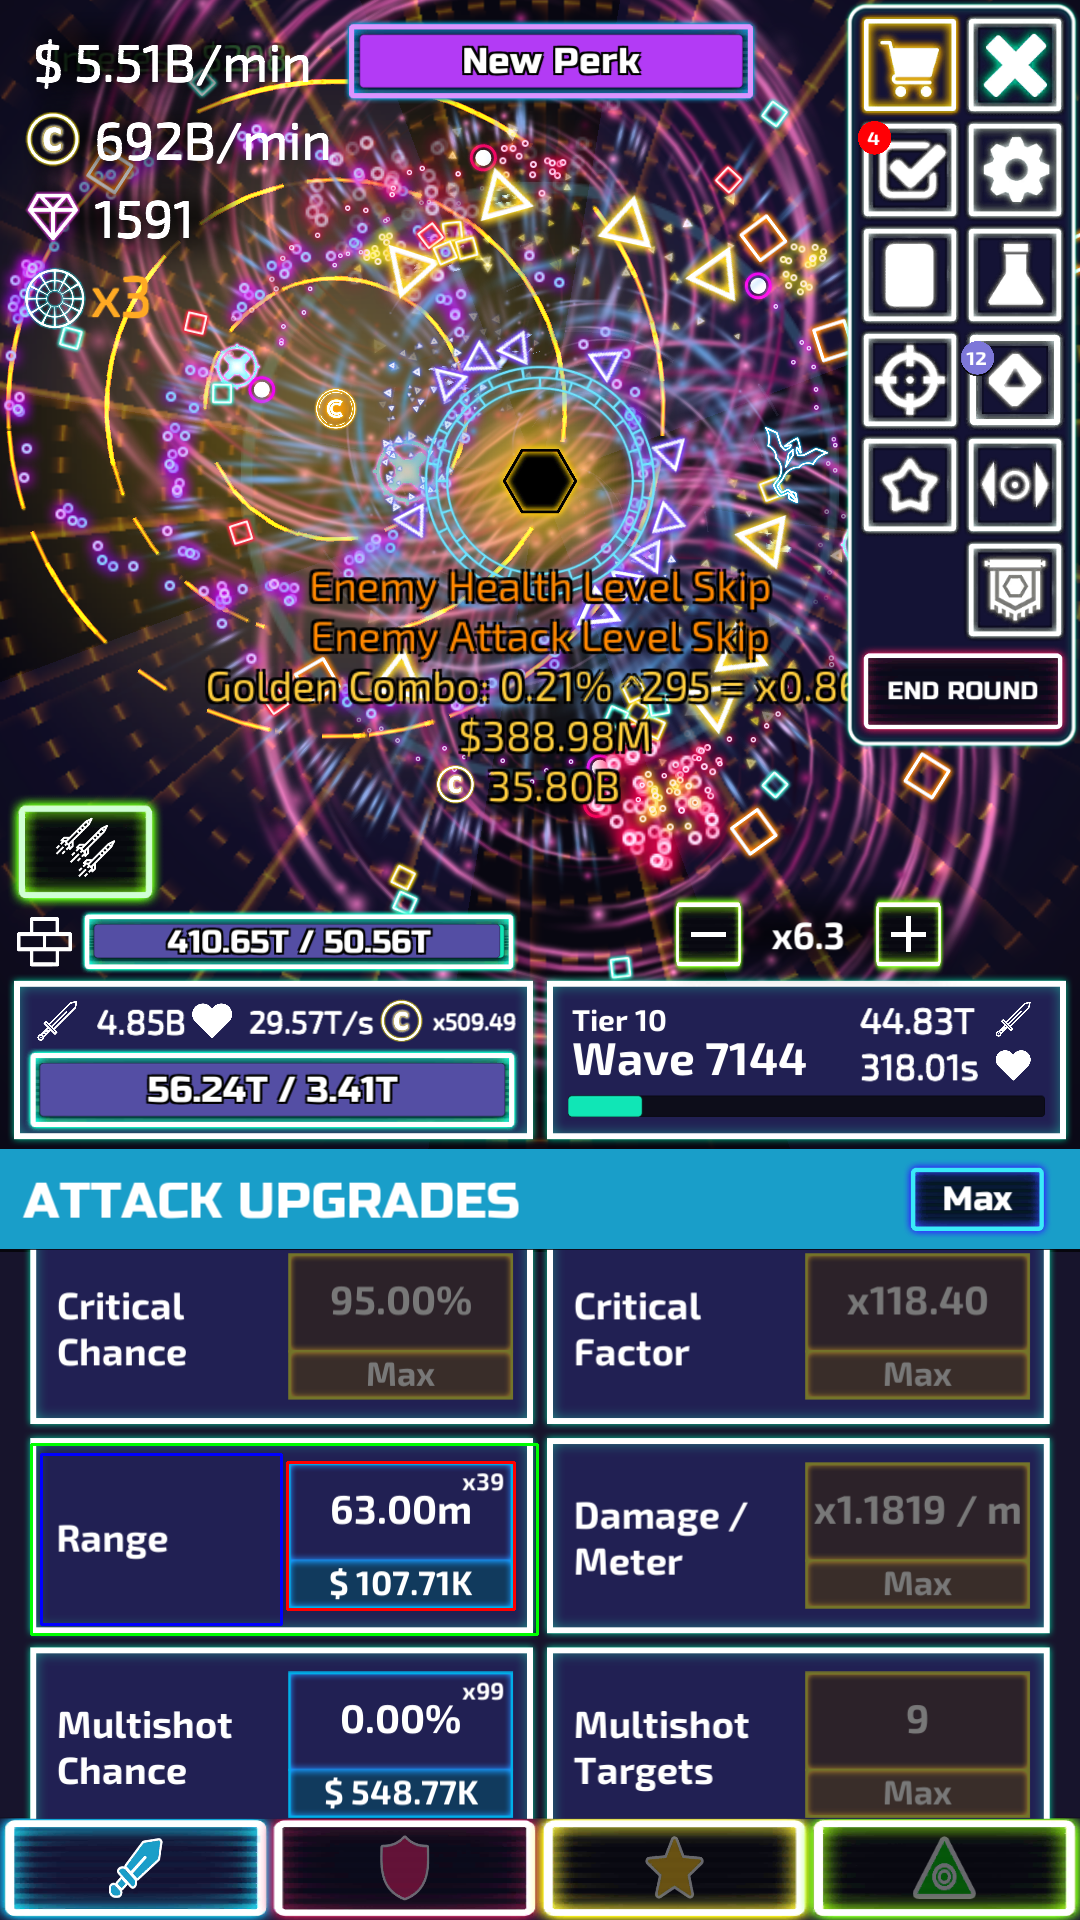 $ 5.51B/min
New Perk
692B/min
4
1591
x3
12
Enemy Health Level Skip
Enemy Attack Level Skip
Golden Combo: 0.21% ^295 = x0.86
END ROUND
$388.98M
35.80B
410.65T / 50.56T
x6.3
4.85B 29.57T/s x509.49
56.24T / 3.41T
Tier 10
Wave 7144
44.83T
318.01s
ATTACK UPGRADES
Max
Critical
Chance
95.00%
Max
Critical
Factor
x118.40
Max
Range
x39
63.00m
$ 107.71K
Damage /
Meter
x1.1819 / m
Max
Multishot
Chance
x99
0.00%
$ 548.77K
Multishot
Targets
9
Max